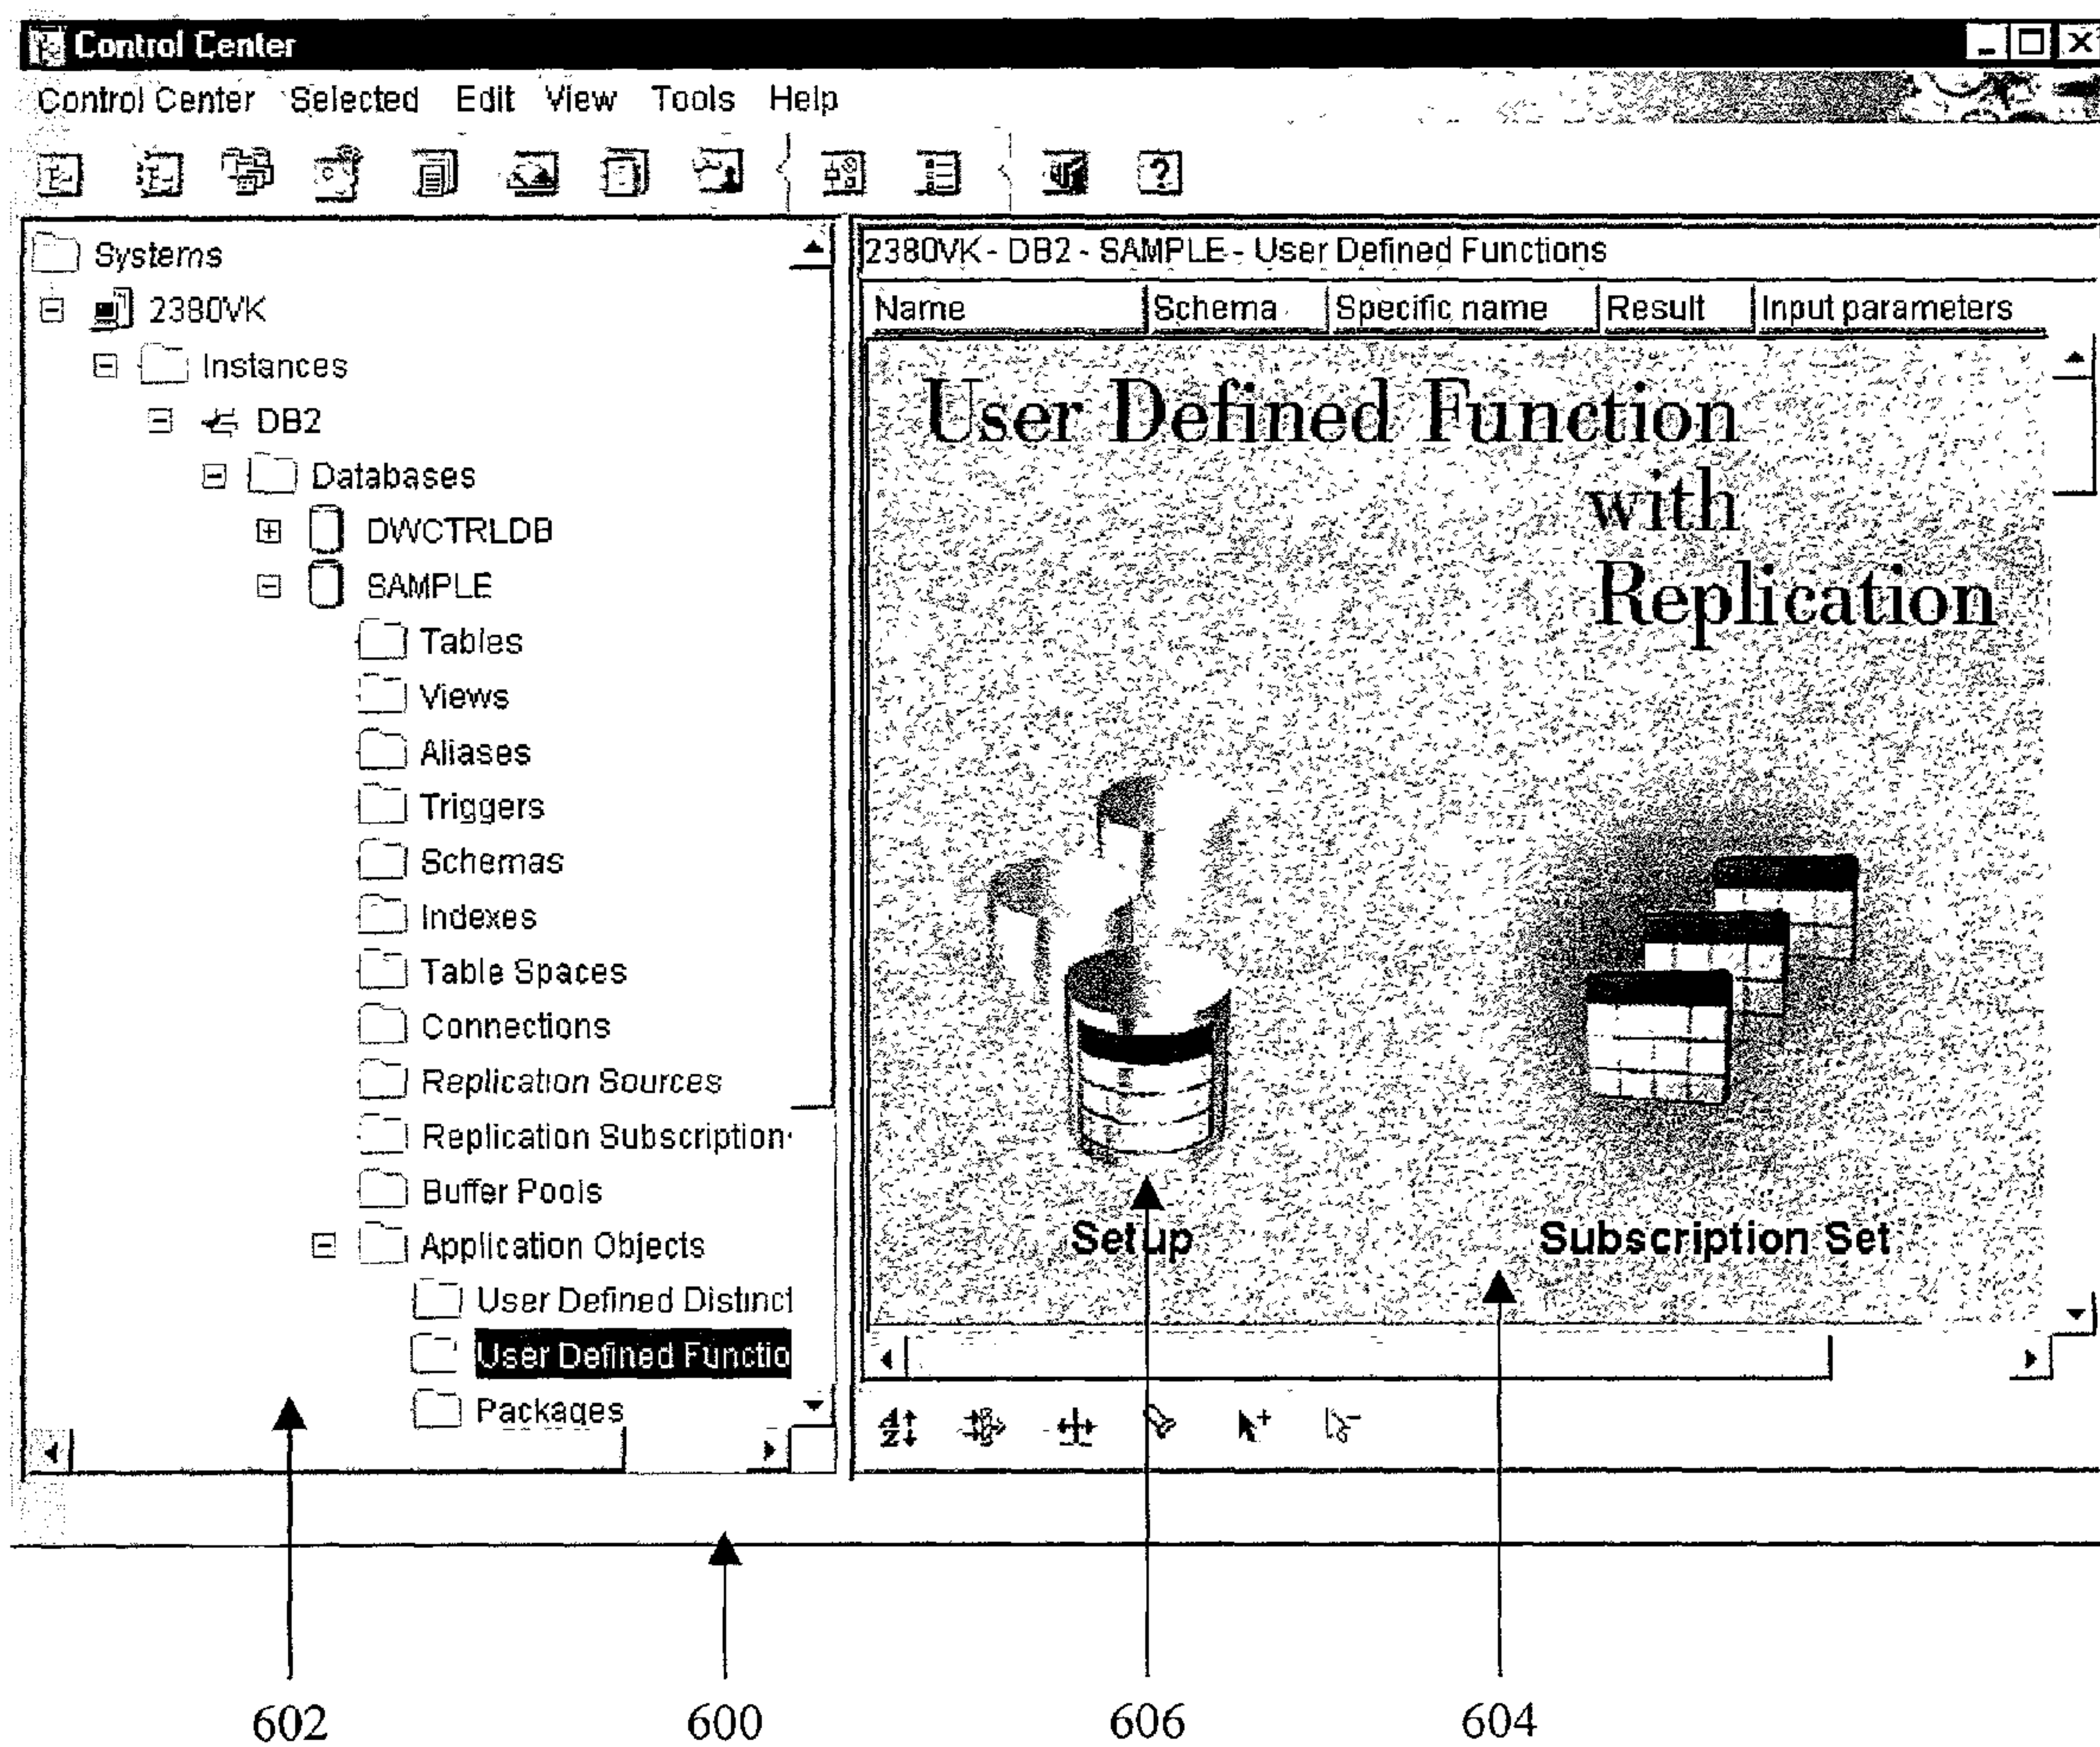 Control Center
Control Center Selected Edit View Tools Help
Systems
2380VK
Instances
DB2
Databases
DWCTRLDB
SAMPLE
Tables
Views
Aliases
Triggers
Schemas
Indexes
Table Spaces
Connections
Replication Sources
Replication Subscription
Buffer Pools
Application Objects
User Defined Distinct
User Defined Functio
Packages
2380VK - DB2 - SAMPLE - User Defined Functions
Name Schema Specific name Result Input parameters
User Defined Function
with
Replication
Setup Subscription Set
602 600 606 604